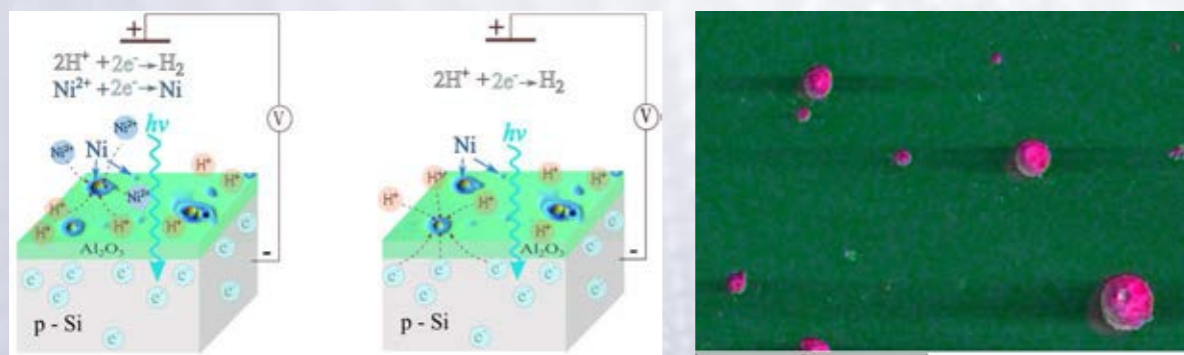 +
2H⁺ + 2e⁻ → H₂
Ni²⁺ + 2e⁻ → Ni
V
hν
Ni²⁺
Ni²⁺
Ni
H⁺
H⁺
Ni²⁺
H⁺
H⁺
H⁺
H⁺
Al₂O₃
-
e⁻ e⁻ e⁻ e⁻ e⁻ e⁻ e⁻ e⁻ e⁻ e⁻
p - Si
+
2H⁺ + 2e⁻ → H₂
V
hν
Ni
H⁺
H⁺
H⁺
H⁺
H⁺
H⁺
Al₂O₃
-
e⁻ e⁻ e⁻ e⁻ e⁻ e⁻ e⁻ e⁻ e⁻ e⁻
p - Si